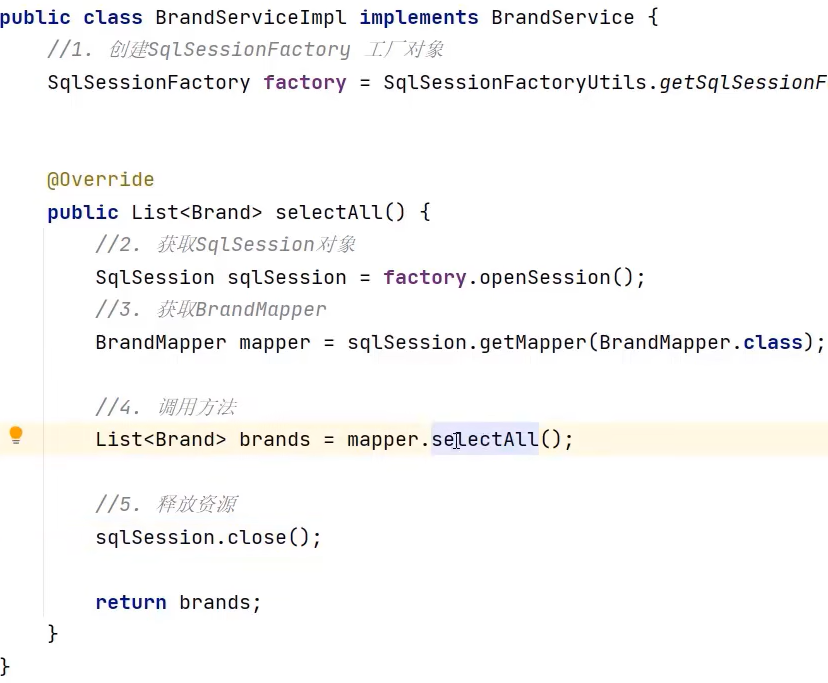 public class BrandServiceImpl implements BrandService {
//1. 创建SqlSessionFactory 工厂对象
SqlSessionFactory factory = SqlSessionFactoryUtils.getSqlSessionF
@Override
public List<Brand> selectAll() {
//2. 获取SqlSession对象
SqlSession sqlSession = factory.openSession();
//3. 获取BrandMapper
BrandMapper mapper = sqlSession.getMapper(BrandMapper.class);
//4. 调用方法
List<Brand> brands = mapper.selectAll();
//5. 释放资源
sqlSession.close();
return brands;
}
}